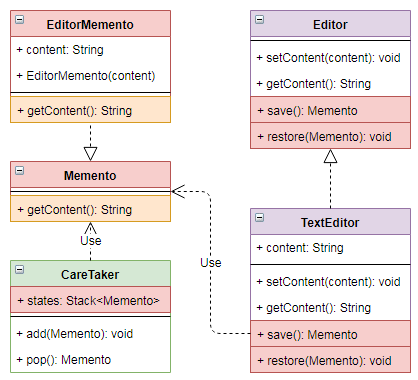 EditorMemento
+ content: String
+ EditorMemento(content)
+ getContent(): String
Editor
+ setContent(content): void
+ getContent(): String
+ save(): Memento
+ restore(Memento): void
Memento
+ getContent(): String
Use
CareTaker
+ states: Stack<Memento>
+ add(Memento): void
+ pop(): Memento
Use
TextEditor
+ content: String
+ setContent(content): void
+ getContent(): String
+ save(): Memento
+ restore(Memento): void